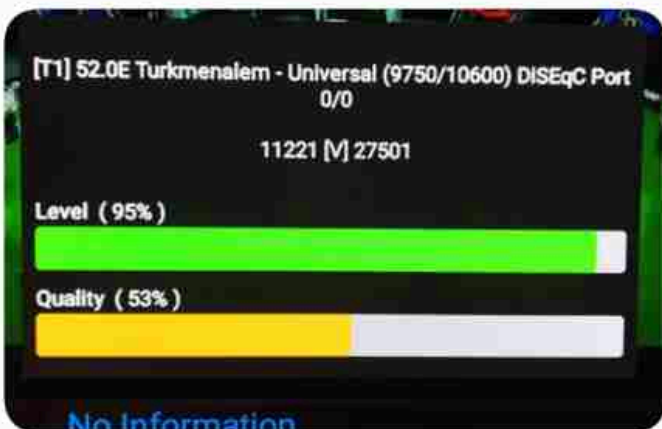 [T1] 52.0E Turkmenalem - Universal (9750/10600) DiSEqC Port
0/0
11221 [V] 27501
Level ( 95% )
Quality ( 53% )
No Information